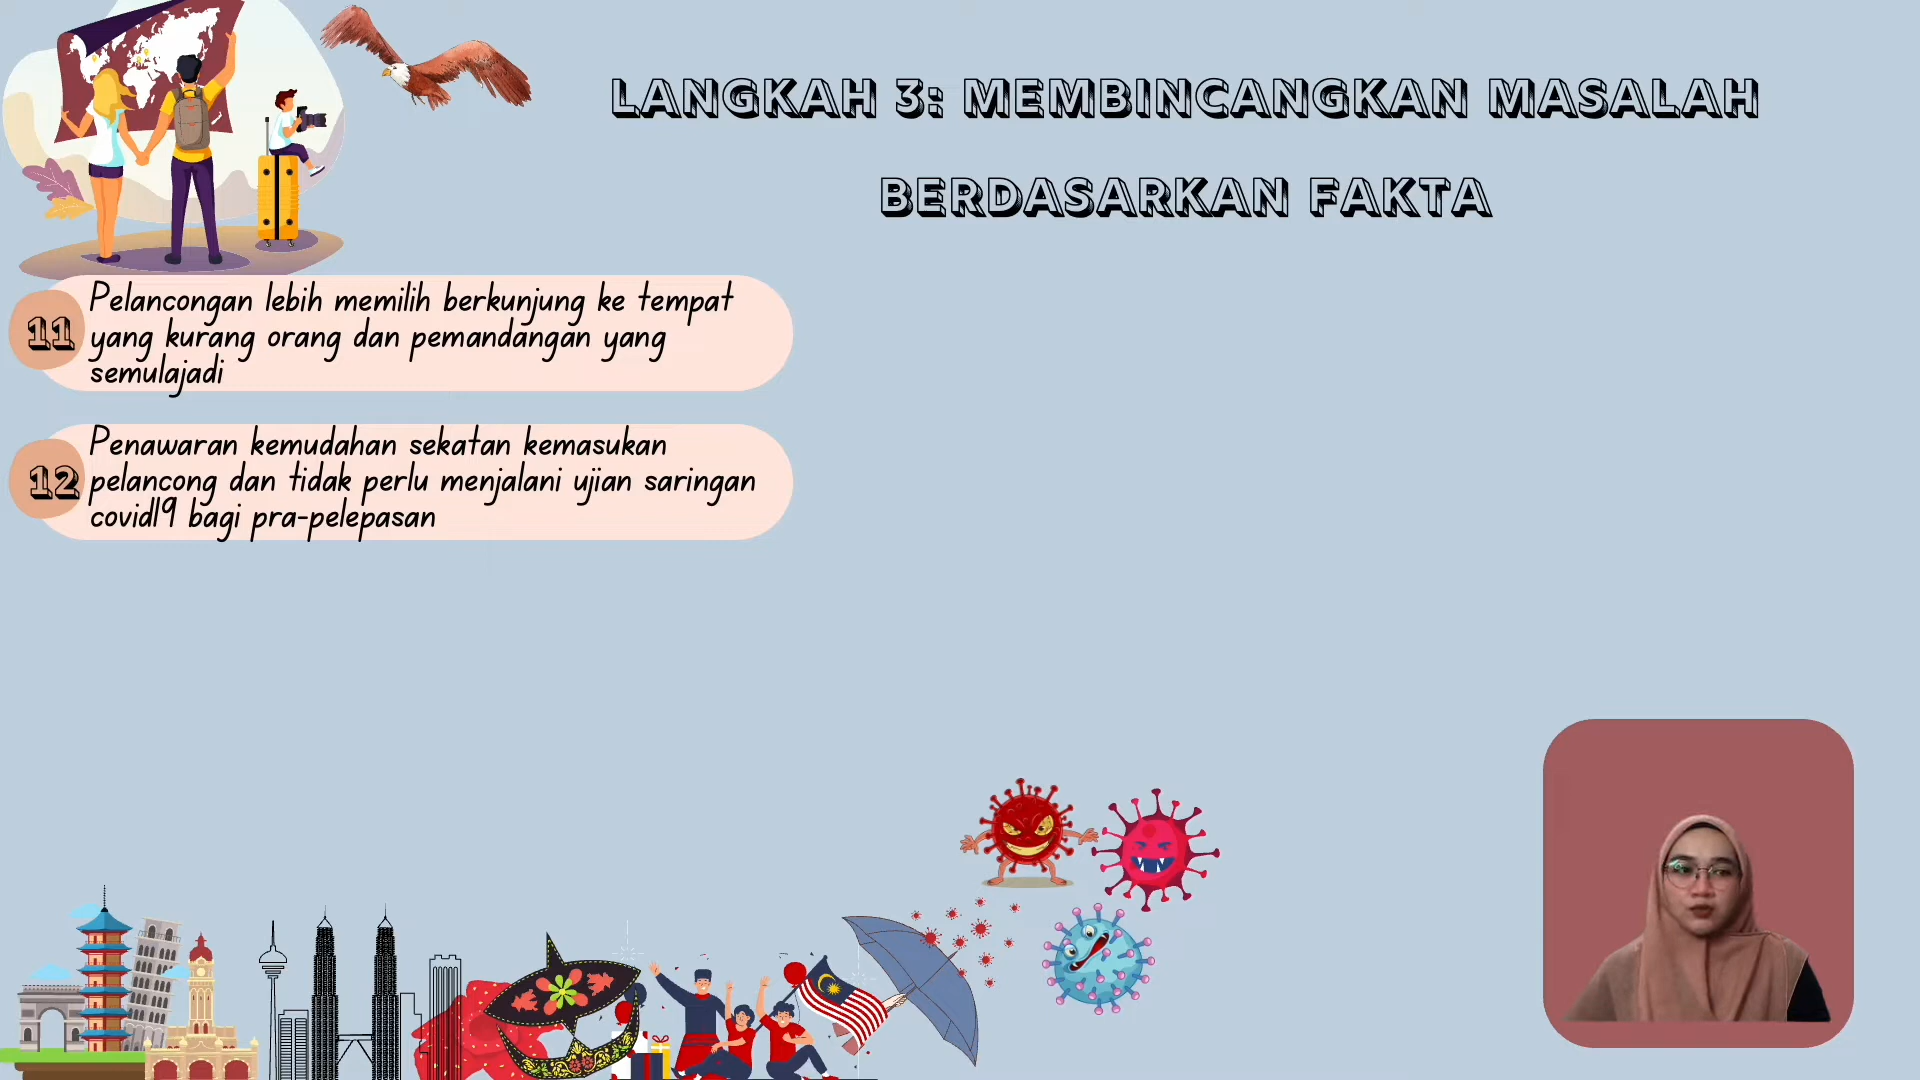 LANGKAH 3: MEMBINCANGKAN MASALAH
BERDASARKAN FAKTA
11
Pelancongan lebih memilih berkunjung ke tempat
yang kurang orang dan pemandangan yang
semulajadi
12
Penawaran kemudahan sekatan kemasukan
pelancong dan tidak perlu menjalani ujian saringan
covid19 bagi pra-pelepasan